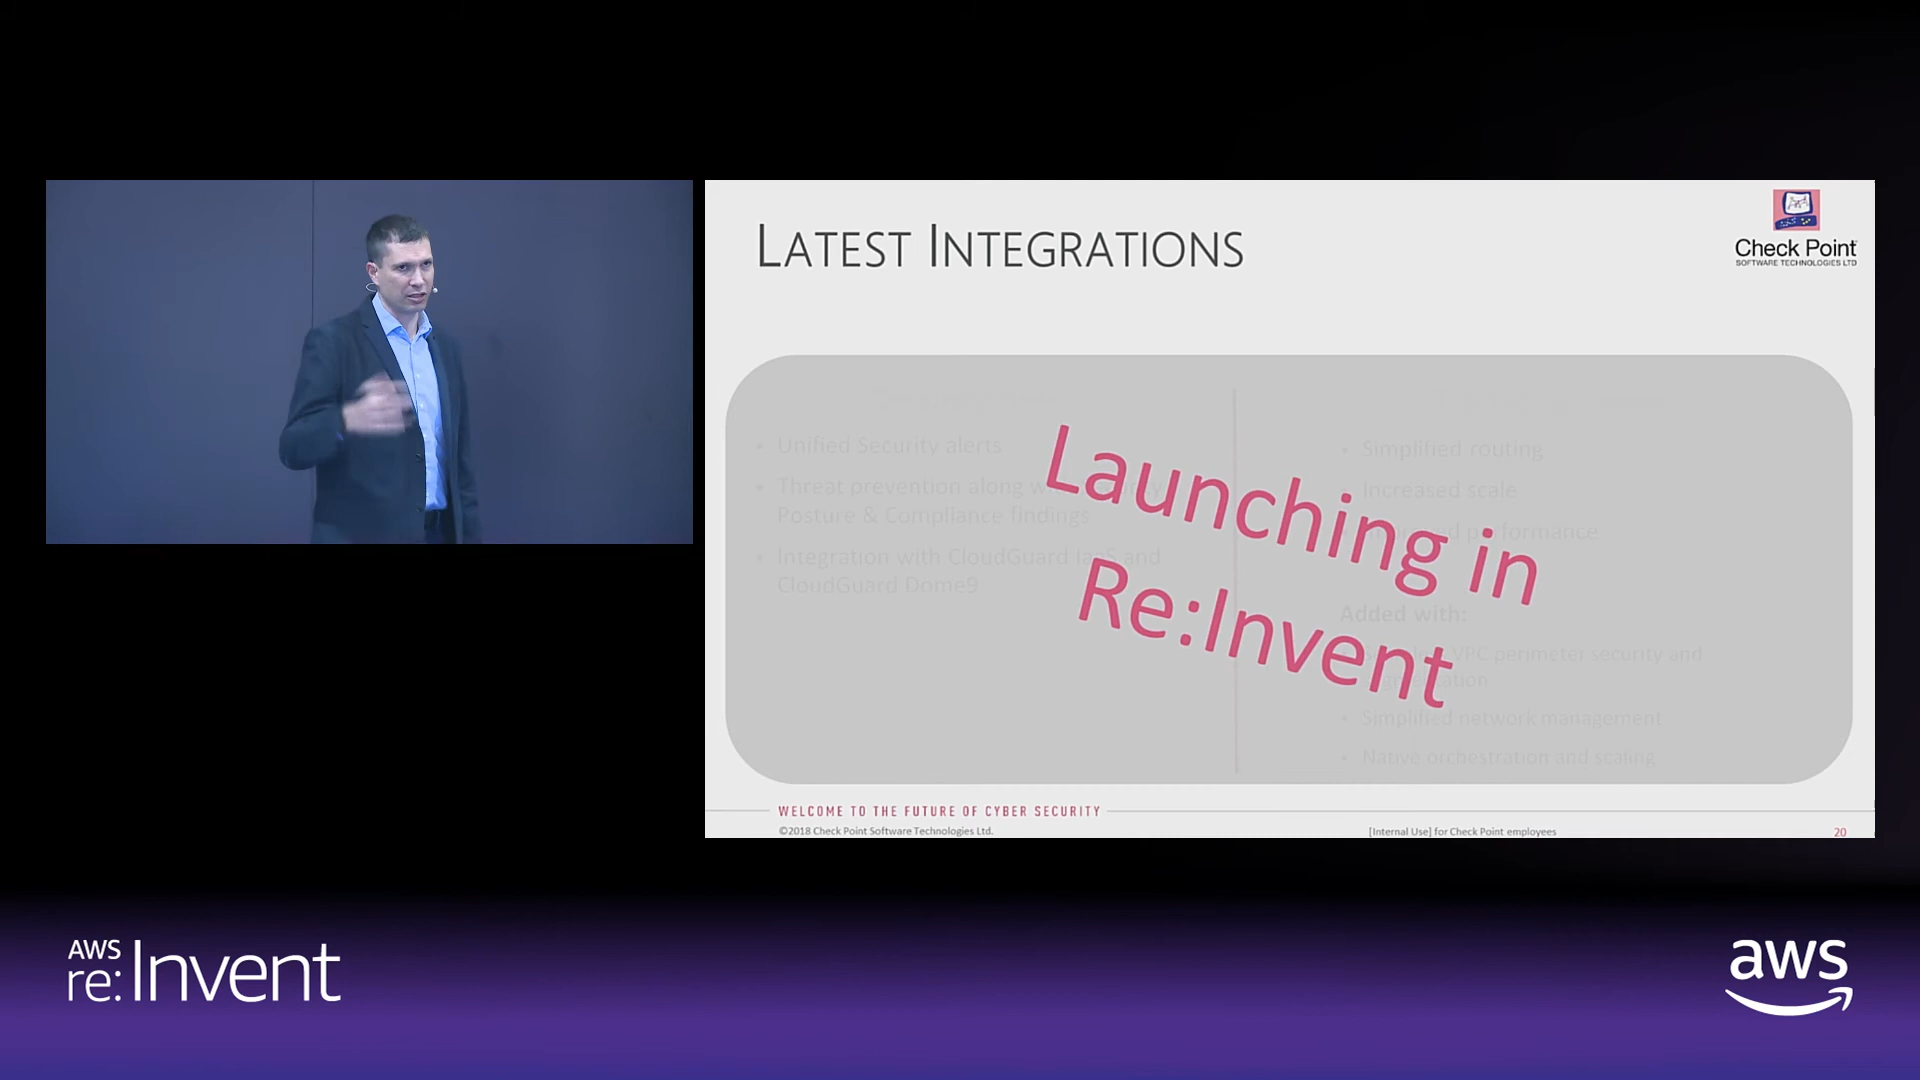 LATEST INTEGRATIONS
Check Point
SOFTWARE TECHNOLOGIES LTD
Unified Security alerts
Threat prevention along
Posture & Compliance findings
Integration with CloudGuard IaaS and
CloudGuard Dome9
Simplified routing
Increased scale
performance
Added with:
VPC perimeter security and
Simplified network management
Native orchestration and scaling
Launching in
Re:Invent
WELCOME TO THE FUTURE OF CYBER SECURITY
©2018 Check Point Software Technologies Ltd.
[Internal Use] for Check Point employees
20
AWS
re:Invent
aws